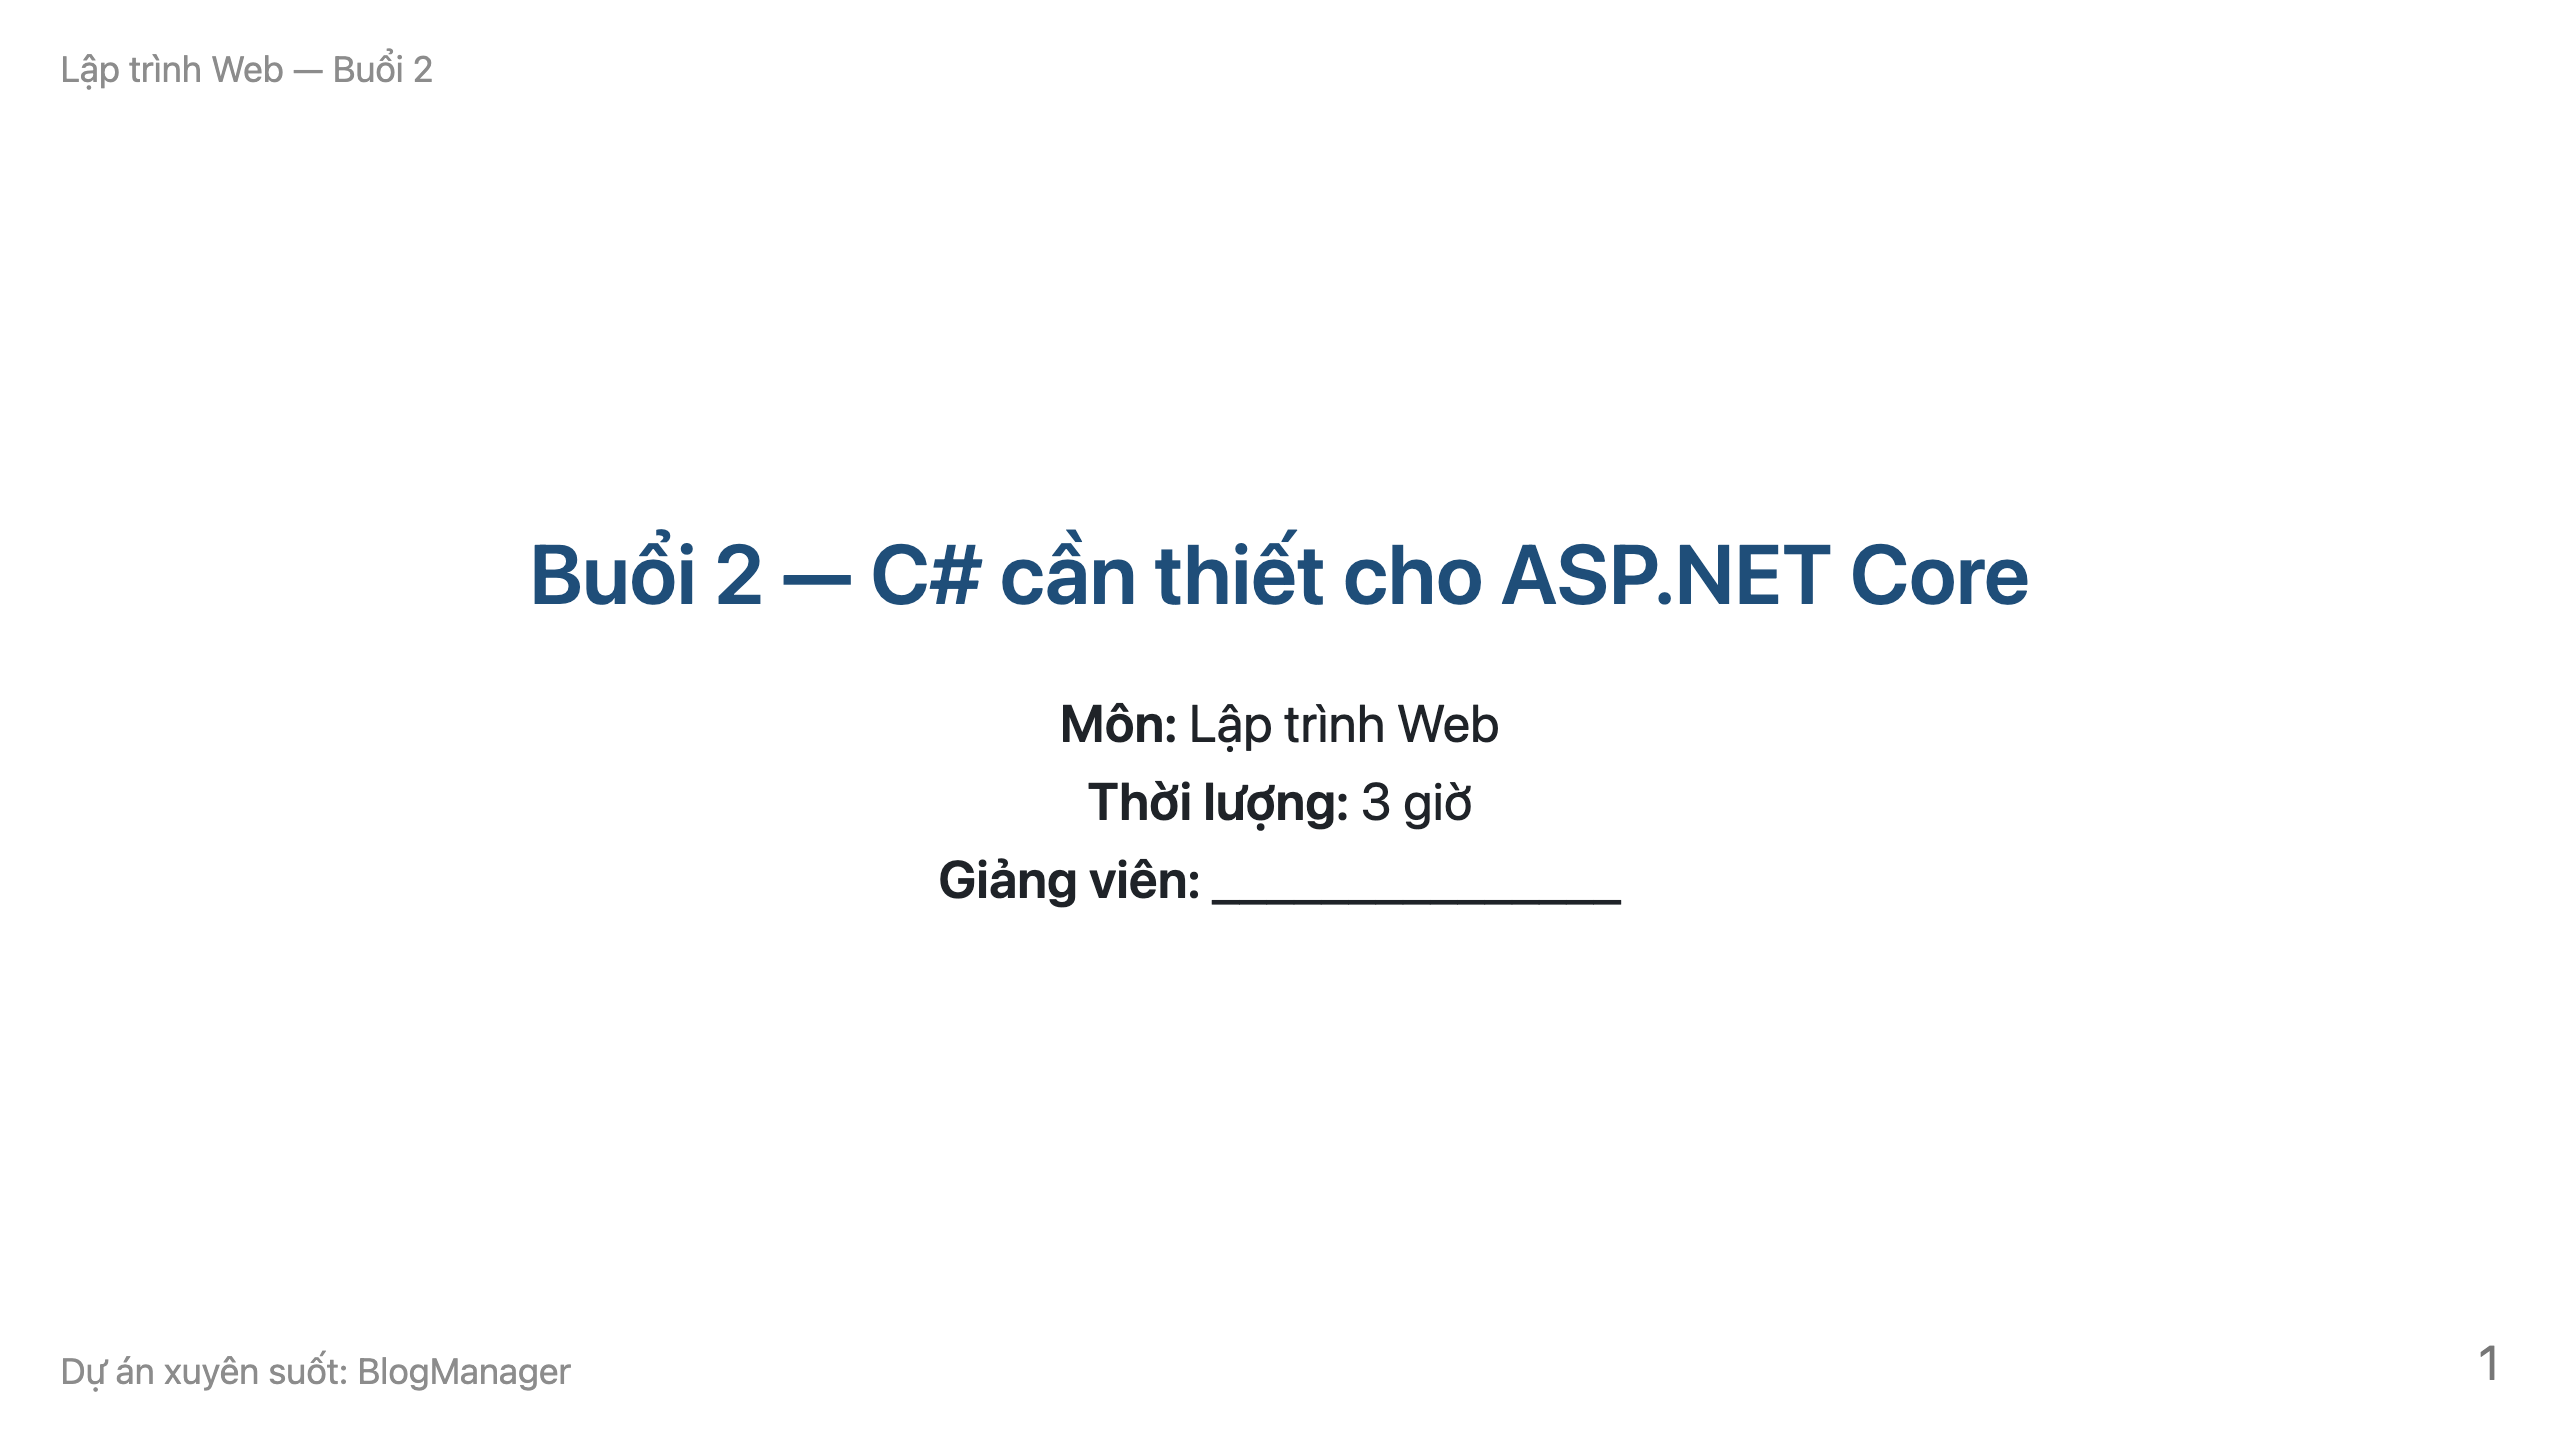 Lập trình Web — Buổi 2
Buổi 2 — C# cần thiết cho ASP.NET Core
Môn: Lập trình Web
Thời lượng: 3 giờ
Giảng viên: _______________
Dự án xuyên suốt: BlogManager
1